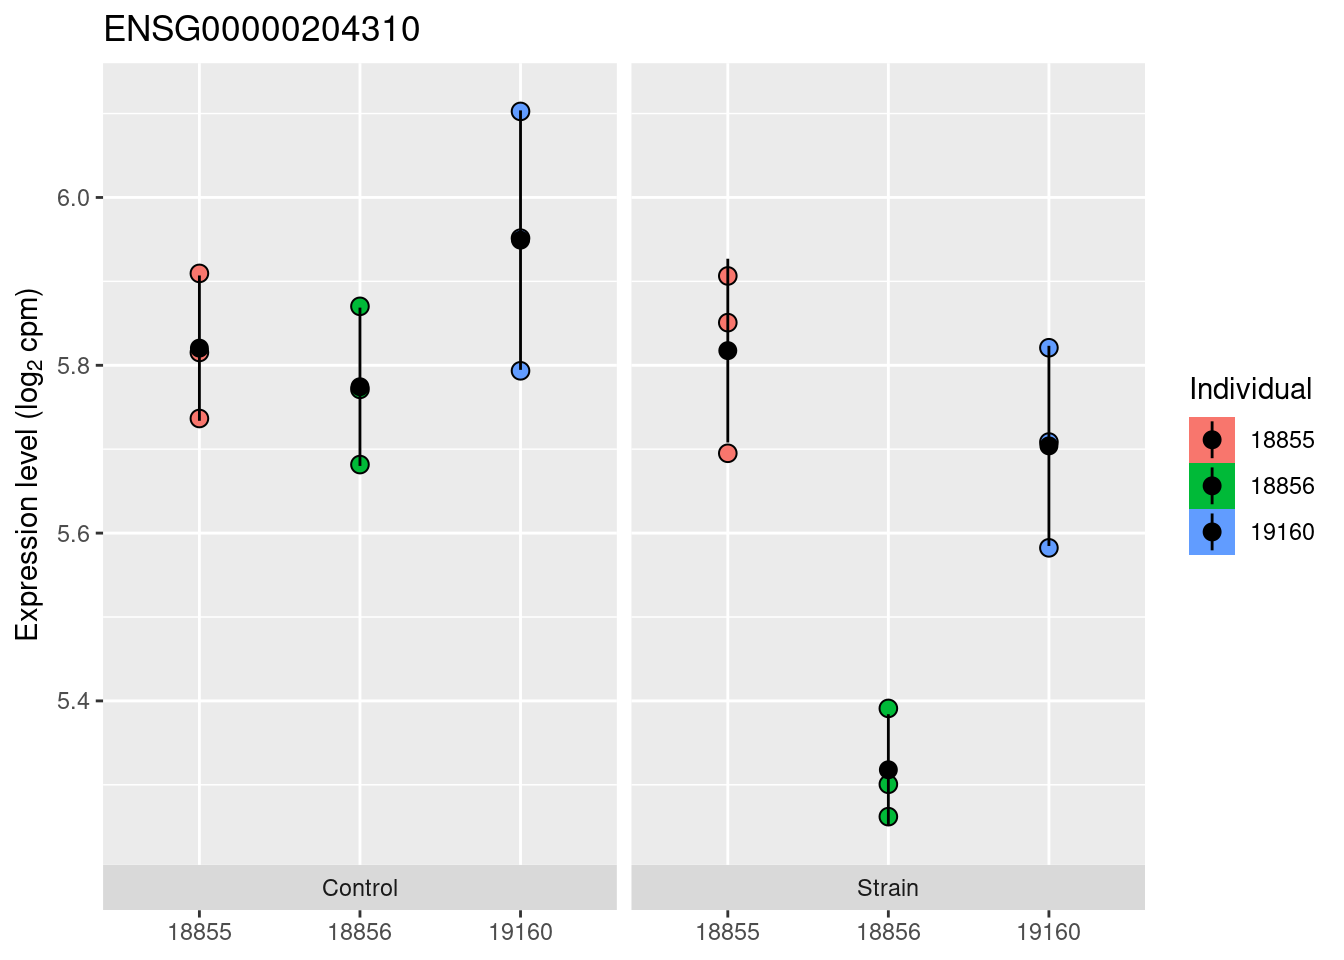 ENSG00000204310
Expression level (log₂ cpm)
6.0
5.8
5.6
5.4
Control
Strain
18855
18856
19160
18855
18856
19160
Individual
18855
18856
19160